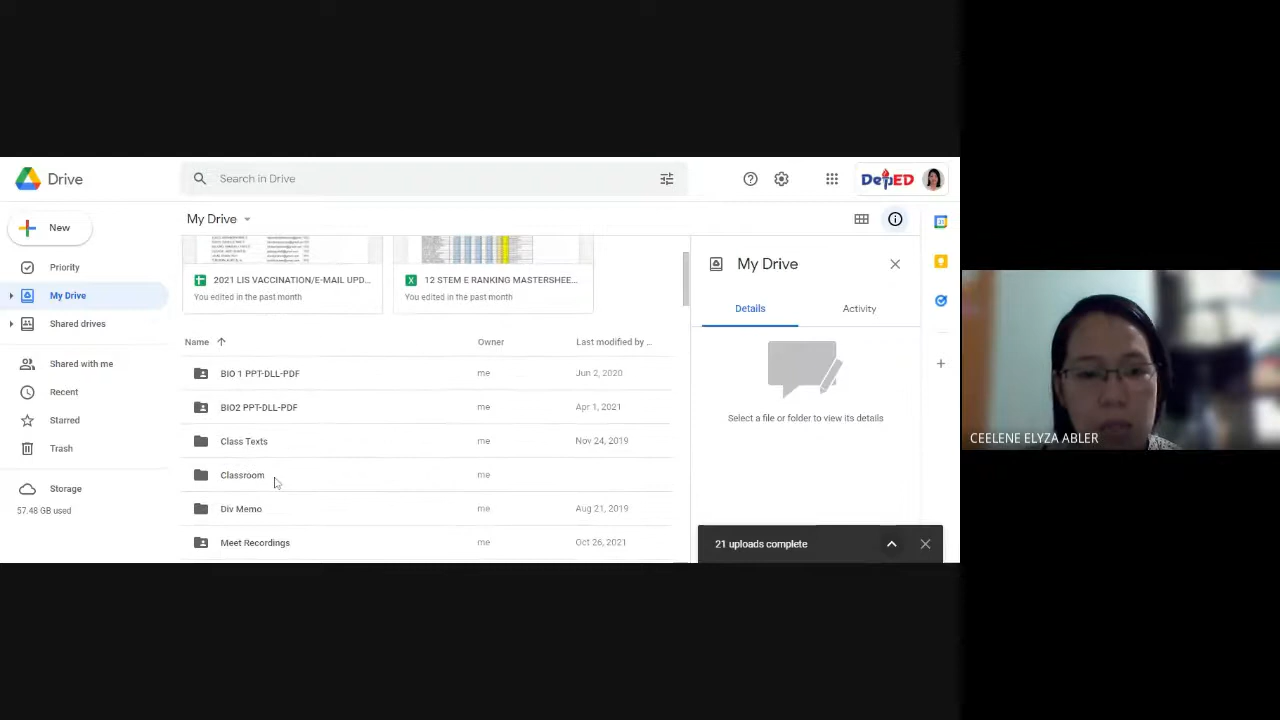 Drive
Search in Drive
DepED
New
My Drive
Priority
My Drive
Shared drives
Shared with me
Recent
Starred
Trash
Storage
57.48 GB used
2021 LIS VACCINATION/E-MAIL UPD...
You edited in the past month
12 STEM E RANKING MASTERSHEE...
You edited in the past month
Name Owner Last modified by ...
BIO 1 PPT-DLL-PDF me Jun 2, 2020
BIO2 PPT-DLL-PDF me Apr 1, 2021
Class Texts me Nov 24, 2019
Classroom me
Div Memo me Aug 21, 2019
Meet Recordings me Oct 26, 2021
My Drive
Details Activity
Select a file or folder to view its details
21 uploads complete
CEELENE ELYZA ABLER